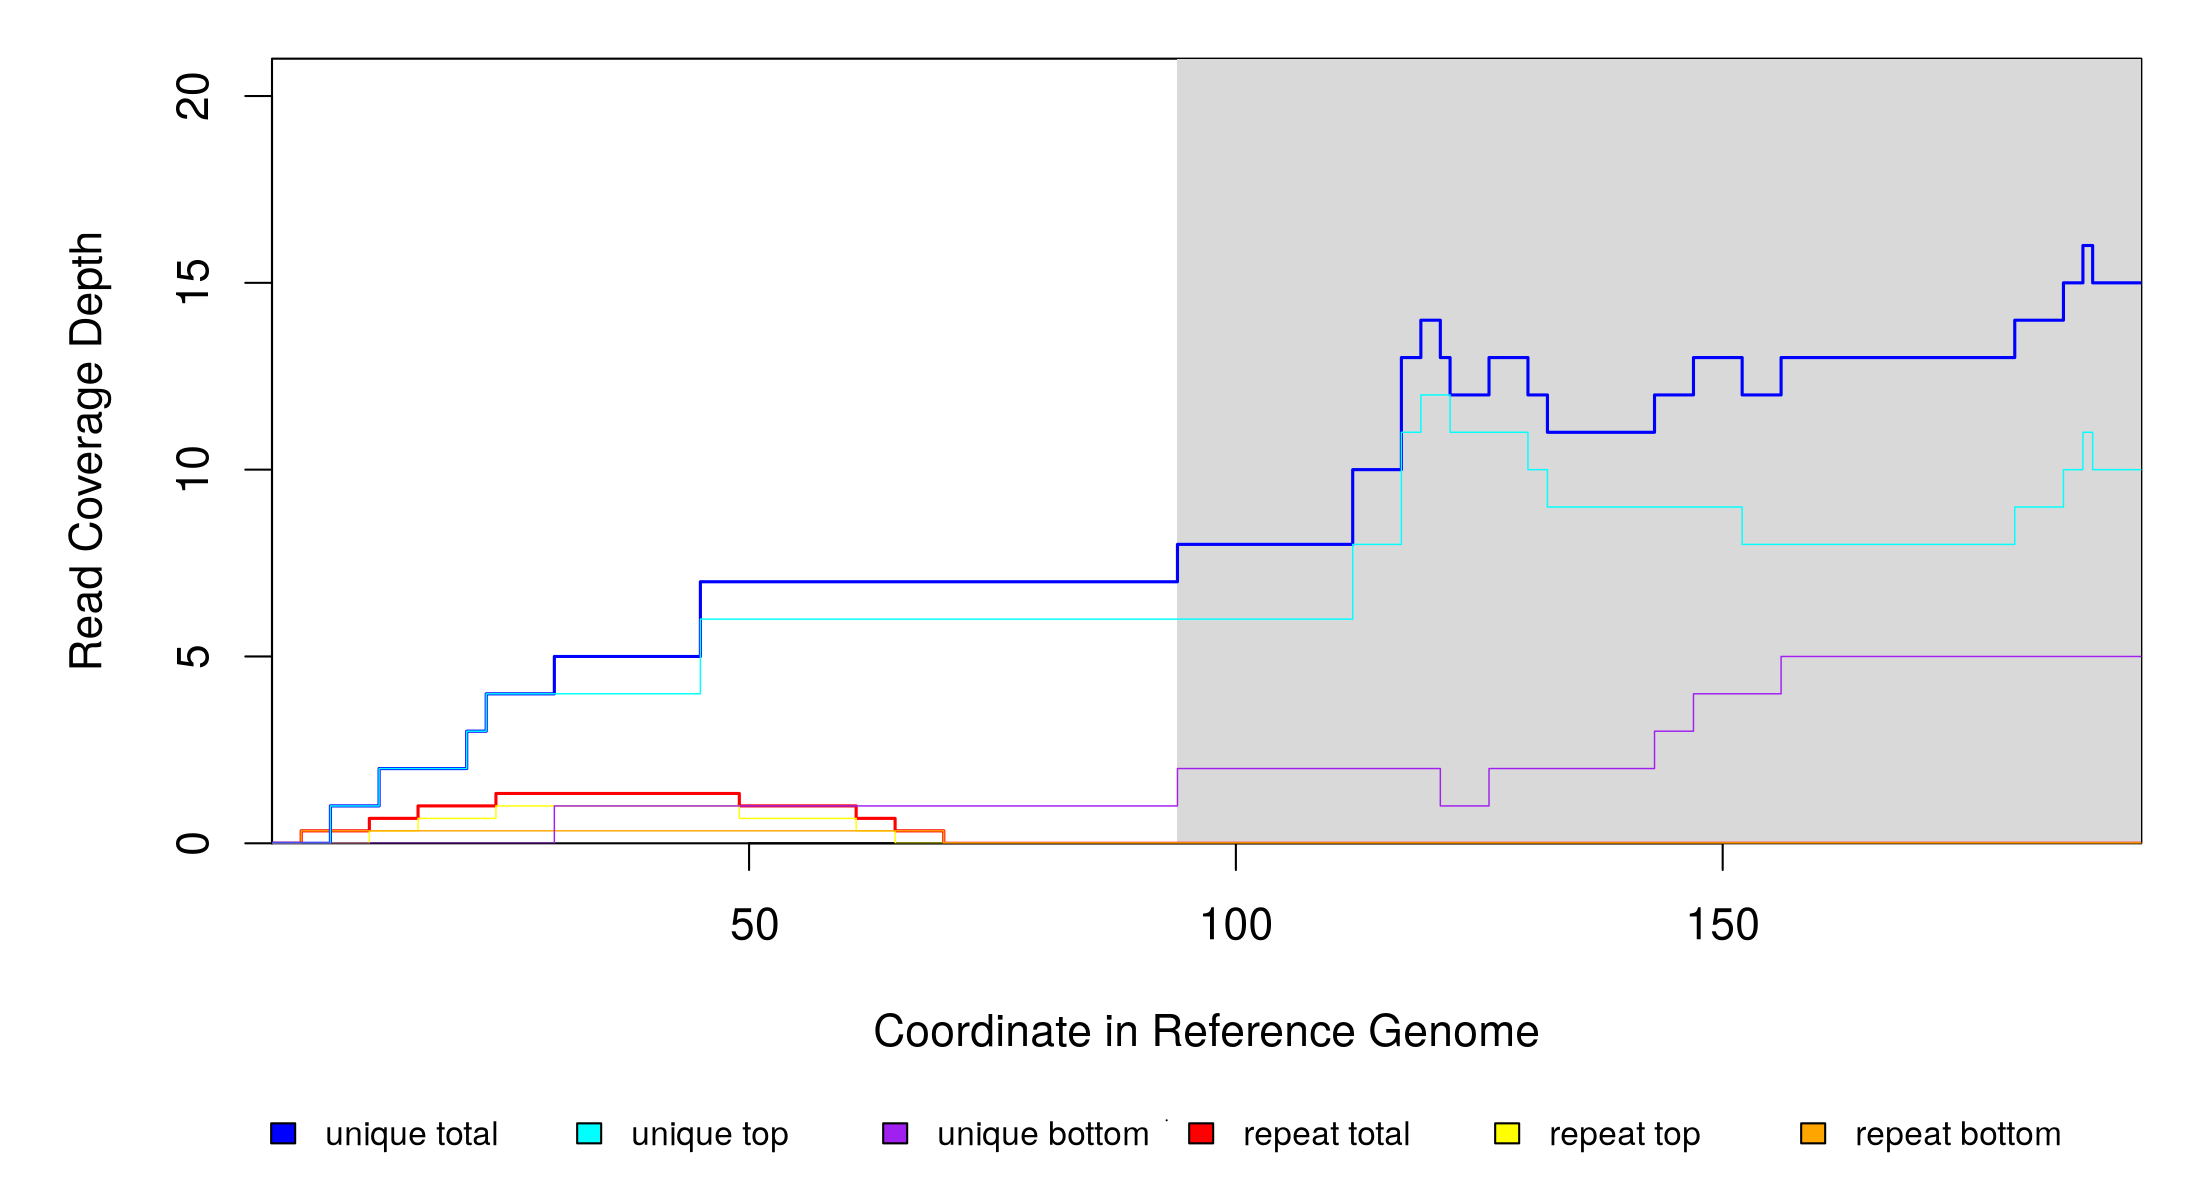 Read Coverage Depth
20
15
10
5
0
50 100 150
Coordinate in Reference Genome
unique total unique top unique bottom repeat total repeat top repeat bottom